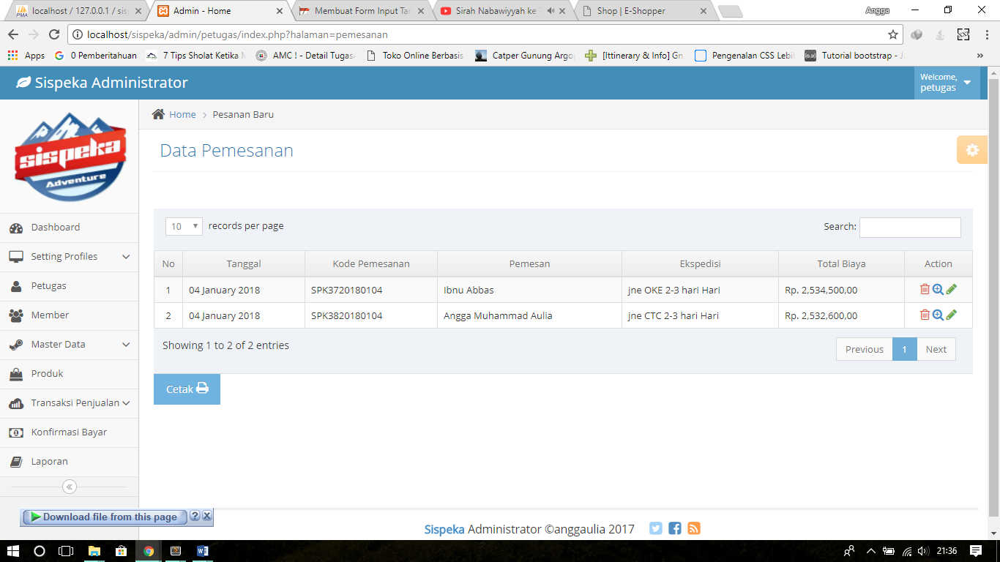 localhost / 127.0.0.1 / sis
Admin - Home
Membuat Form Input Tan
Sirah Nabawiyyah ke
Shop | E-Shopper
Angga
localhost/sispeka/admin/petugas/index.php?halaman=pemesanan
Apps
0 Pemberitahuan
7 Tips Sholat Ketika
AMC ! - Detail Tugas
Toko Online Berbasis
Catper Gunung Argo
[Ittinerary & Info] Gn
Pengenalan CSS Lebi
Tutorial bootstrap -
»
Sispeka Administrator
Welcome,
petugas
sispeka
Adventure
Home > Pesanan Baru
Data Pemesanan
Dashboard
Setting Profiles
Petugas
Member
Master Data
Produk
Transaksi Penjualan
Konfirmasi Bayar
Laporan
10 records per page
Search:
No Tanggal Kode Pemesanan Pemesan Ekspedisi Total Biaya Action
1 04 January 2018 SPK3720180104 Ibnu Abbas jne OKE 2-3 hari Hari Rp. 2,534,500,00
2 04 January 2018 SPK3820180104 Angga Muhammad Aulia jne CTC 2-3 hari Hari Rp. 2,532,600,00
Showing 1 to 2 of 2 entries
Previous 1 Next
Cetak
Download file from this page ? X
Sispeka Administrator ©anggaulia 2017
21:36